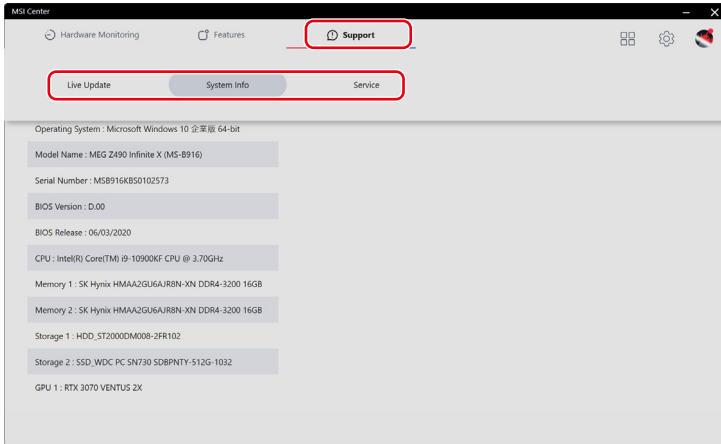 MSI Center
Hardware Monitoring
Features
Support
Live Update
System Info
Service
Operating System : Microsoft Windows 10 企業版 64-bit
Model Name : MEG Z490 Infinite X (MS-B916)
Serial Number : MSB916KBS0102573
BIOS Version : D.00
BIOS Release : 06/03/2020
CPU : Intel(R) Core(TM) i9-10900KF CPU @ 3.70GHz
Memory 1 : SK Hynix HMAA2GU6AJR8N-XN DDR4-3200 16GB
Memory 2 : SK Hynix HMAA2GU6AJR8N-XN DDR4-3200 16GB
Storage 1 : HDD_ST2000DM008-2FR102
Storage 2 : SSD_WDC PC SN730 SDBPNTY-512G-1032
GPU 1 : RTX 3070 VENTUS 2X